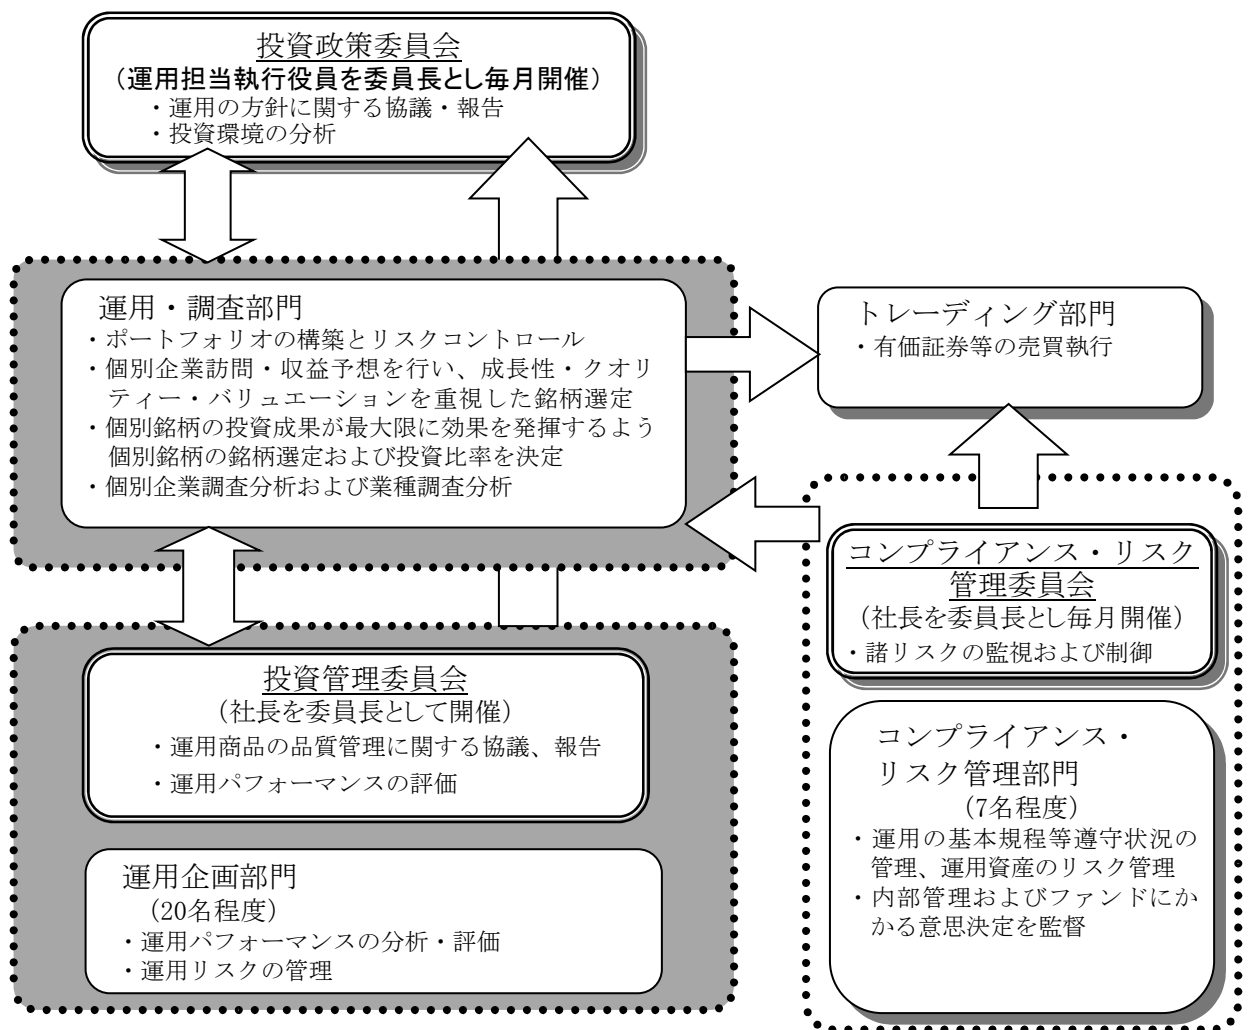 投資政策委員会
(運用担当執行役員を委員長とし毎月開催)
・運用の方針に関する協議・報告
・投資環境の分析
運用・調査部門
・ポートフォリオの構築とリスクコントロール
・個別企業訪問・収益予想を行い、成長性・クオリ
ティー・バリュエーションを重視した銘柄選定
・個別銘柄の投資成果が最大限に効果を発揮するよう
個別銘柄の銘柄選定および投資比率を決定
・個別企業調査分析および業種調査分析
トレーディング部門
・有価証券等の売買執行
コンプライアンス・リスク
管理委員会
(社長を委員長とし毎月開催)
・諸リスクの監視および制御
投資管理委員会
(社長を委員長として開催)
・運用商品の品質管理に関する協議、報告
・運用パフォーマンスの評価
運用企画部門
(20名程度)
・運用パフォーマンスの分析・評価
・運用リスクの管理
コンプライアンス・
リスク管理部門
(7名程度)
・運用の基本規程等遵守状況の
管理、運用資産のリスク管理
・内部管理およびファンドにか
かる意思決定を監督